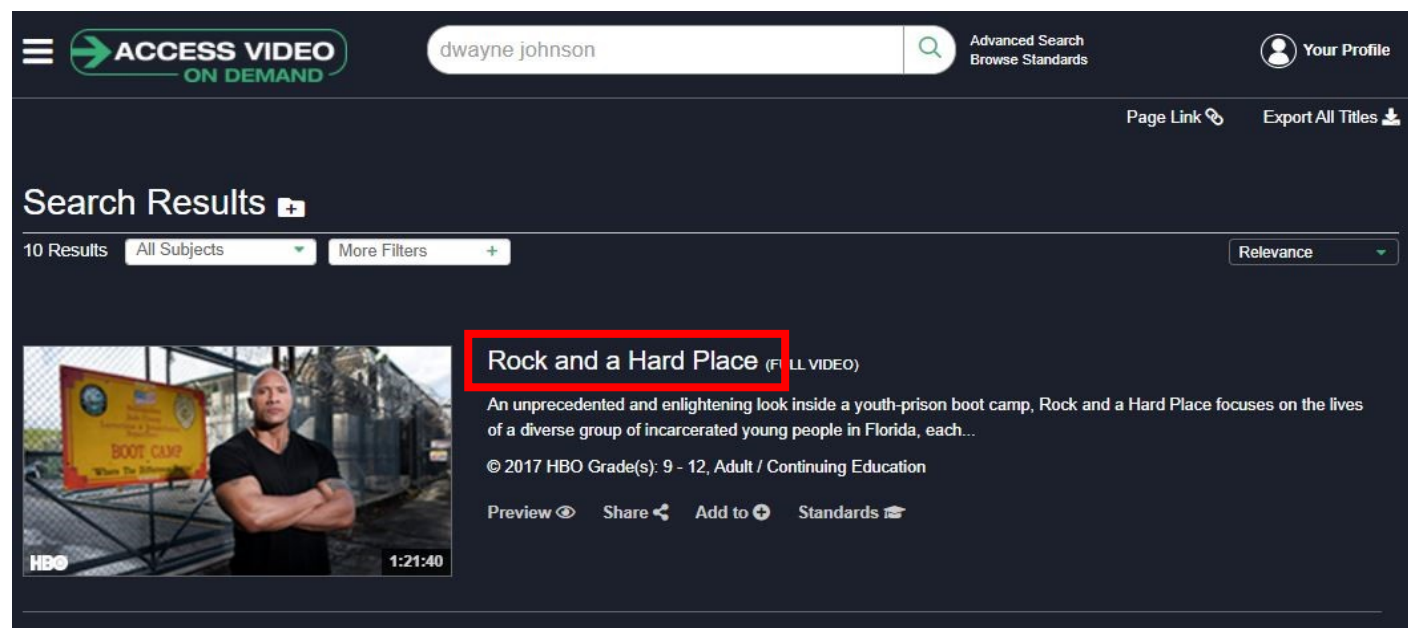 ACCESS VIDEO
ON DEMAND
dwayne johnson
Advanced Search
Browse Standards
Your Profile
Page Link
Export All Titles
Search Results
10 Results All Subjects More Filters +
Relevance
BOOT CAMP
HBO
1:21:40
Rock and a Hard Place (FULL VIDEO)
An unprecedented and enlightening look inside a youth-prison boot camp, Rock and a Hard Place focuses on the lives
of a diverse group of incarcerated young people in Florida, each...
© 2017 HBO Grade(s): 9 - 12, Adult / Continuing Education
Preview Share Add to Standards